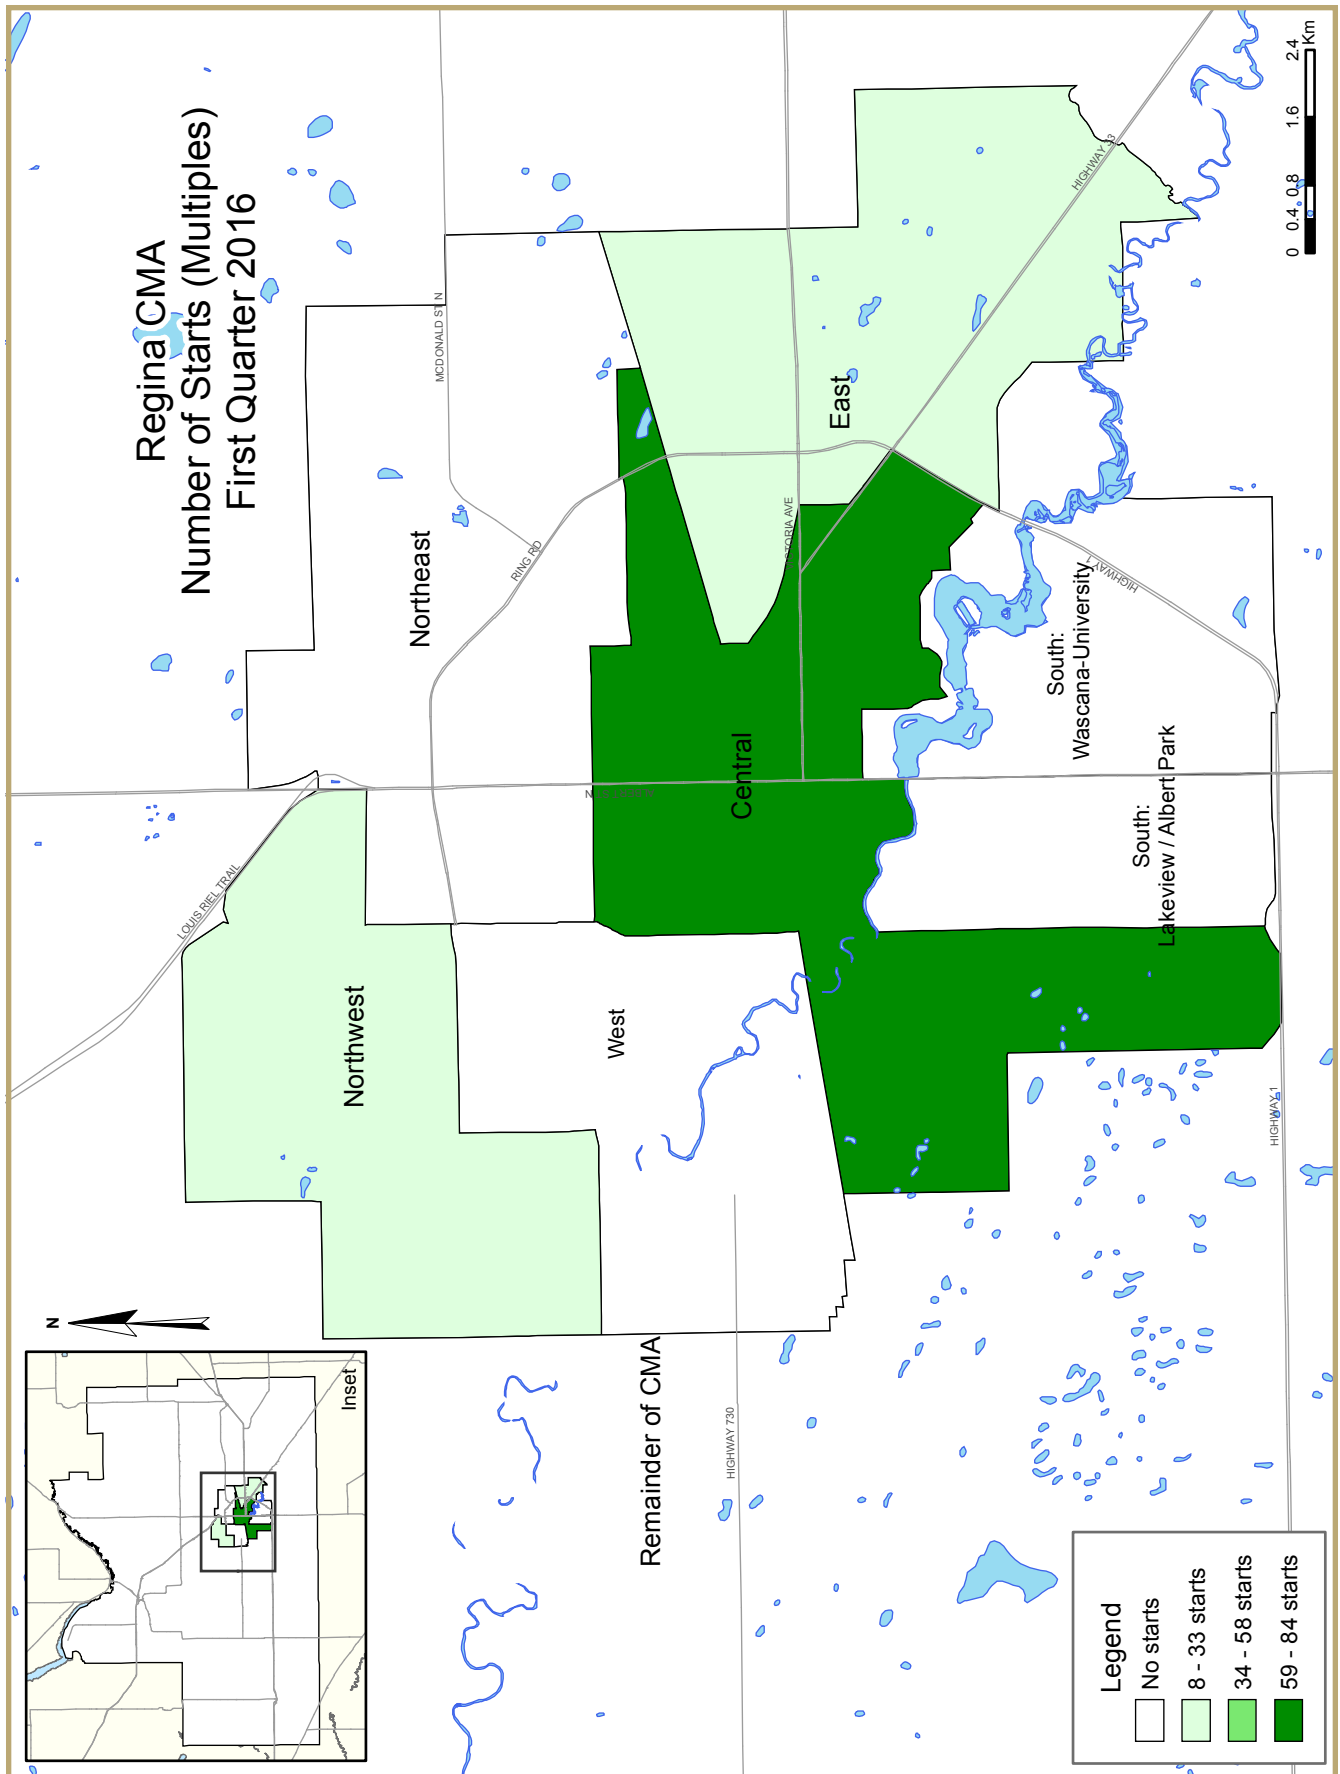 Regina CMA
Number of Starts (Multiples)
First Quarter 2016
N
Inset
LOUIS RIEL TRAIL
MCDONALD ST N
RING RD
Northeast
Northwest
West
Central
East
VICTORIA AVE
HIGHWAY 33
HIGHWAY 1
South:
Wascana-University
South:
Lakeview / Albert Park
Remainder of CMA
HIGHWAY 730
HIGHWAY 1
Legend
No starts
8 - 33 starts
34 - 58 starts
59 - 84 starts
0 0.4 0.8 1.6 2.4
Km